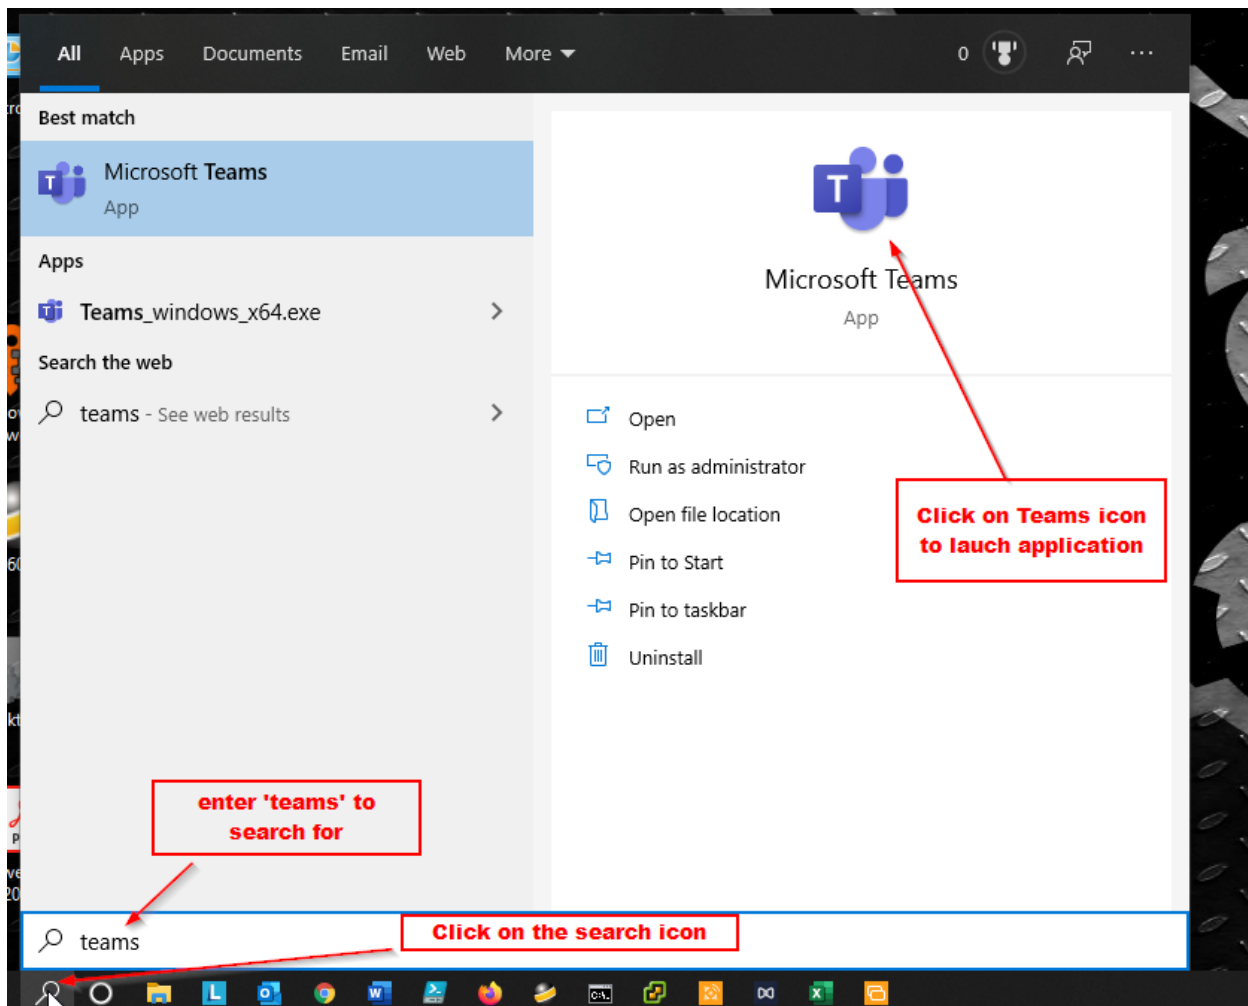 All Apps Documents Email Web More 0 ...
Best match
Microsoft Teams
App
Apps
Teams_windows_x64.exe
Search the web
teams - See web results
Microsoft Teams
App
Open
Run as administrator
Open file location
Pin to Start
Pin to taskbar
Uninstall
Click on Teams icon
to lauch application
enter 'teams' to
search for
teams
Click on the search icon